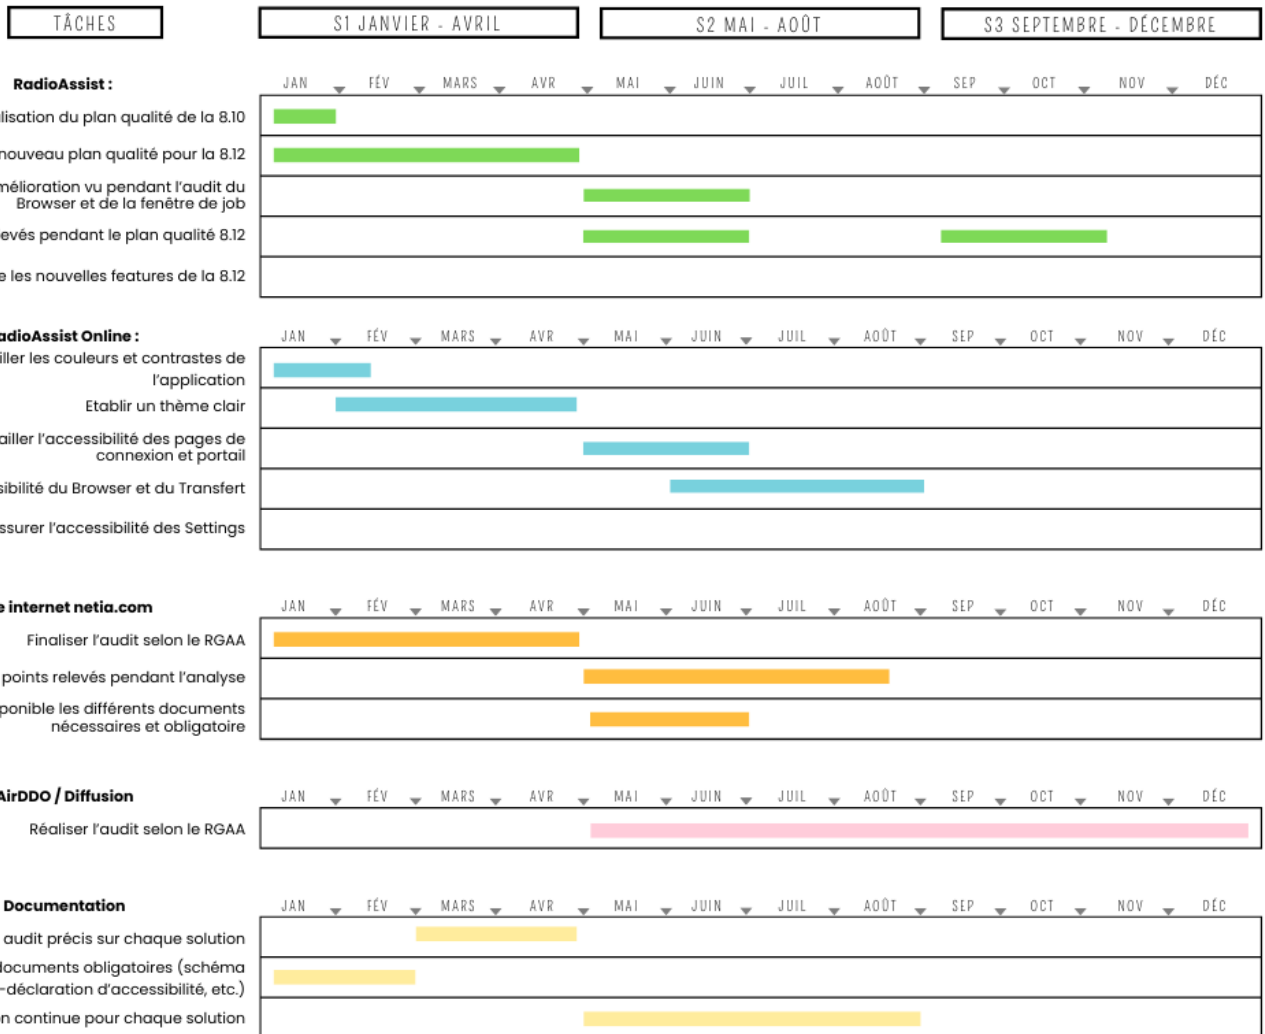 TÂCHES
S1 JANVIER - AVRIL
S2 MAI - AOÛT
S3 SEPTEMBRE - DÉCEMBRE
RadioAssist :
JAN FÉV MARS AVR MAI JUIN JUIL AOÛT SEP OCT NOV DÉC
lisation du plan qualité de la 8.10
nouveau plan qualité pour la 8.12
mélioration vu pendant l'audit du
Browser et de la fenêtre de job
evés pendant le plan qualité 8.12
e les nouvelles features de la 8.12
adioAssist Online :
JAN FÉV MARS AVR MAI JUIN JUIL AOÛT SEP OCT NOV DÉC
iller les couleurs et contrastes de
l'application
Etablir un thème clair
ailler l'accessibilité des pages de
connexion et portail
sibilité du Browser et du Transfert
ssurer l'accessibilité des Settings
e internet netia.com
JAN FÉV MARS AVR MAI JUIN JUIL AOÛT SEP OCT NOV DÉC
Finaliser l'audit selon le RGAA
points relevés pendant l'analyse
ponible les différents documents
nécessaires et obligatoire
AirDDO / Diffusion
JAN FÉV MARS AVR MAI JUIN JUIL AOÛT SEP OCT NOV DÉC
Réaliser l'audit selon le RGAA
Documentation
JAN FÉV MARS AVR MAI JUIN JUIL AOÛT SEP OCT NOV DÉC
audit précis sur chaque solution
documents obligatoires (schéma
-déclaration d'accessibilité, etc.)
n continue pour chaque solution